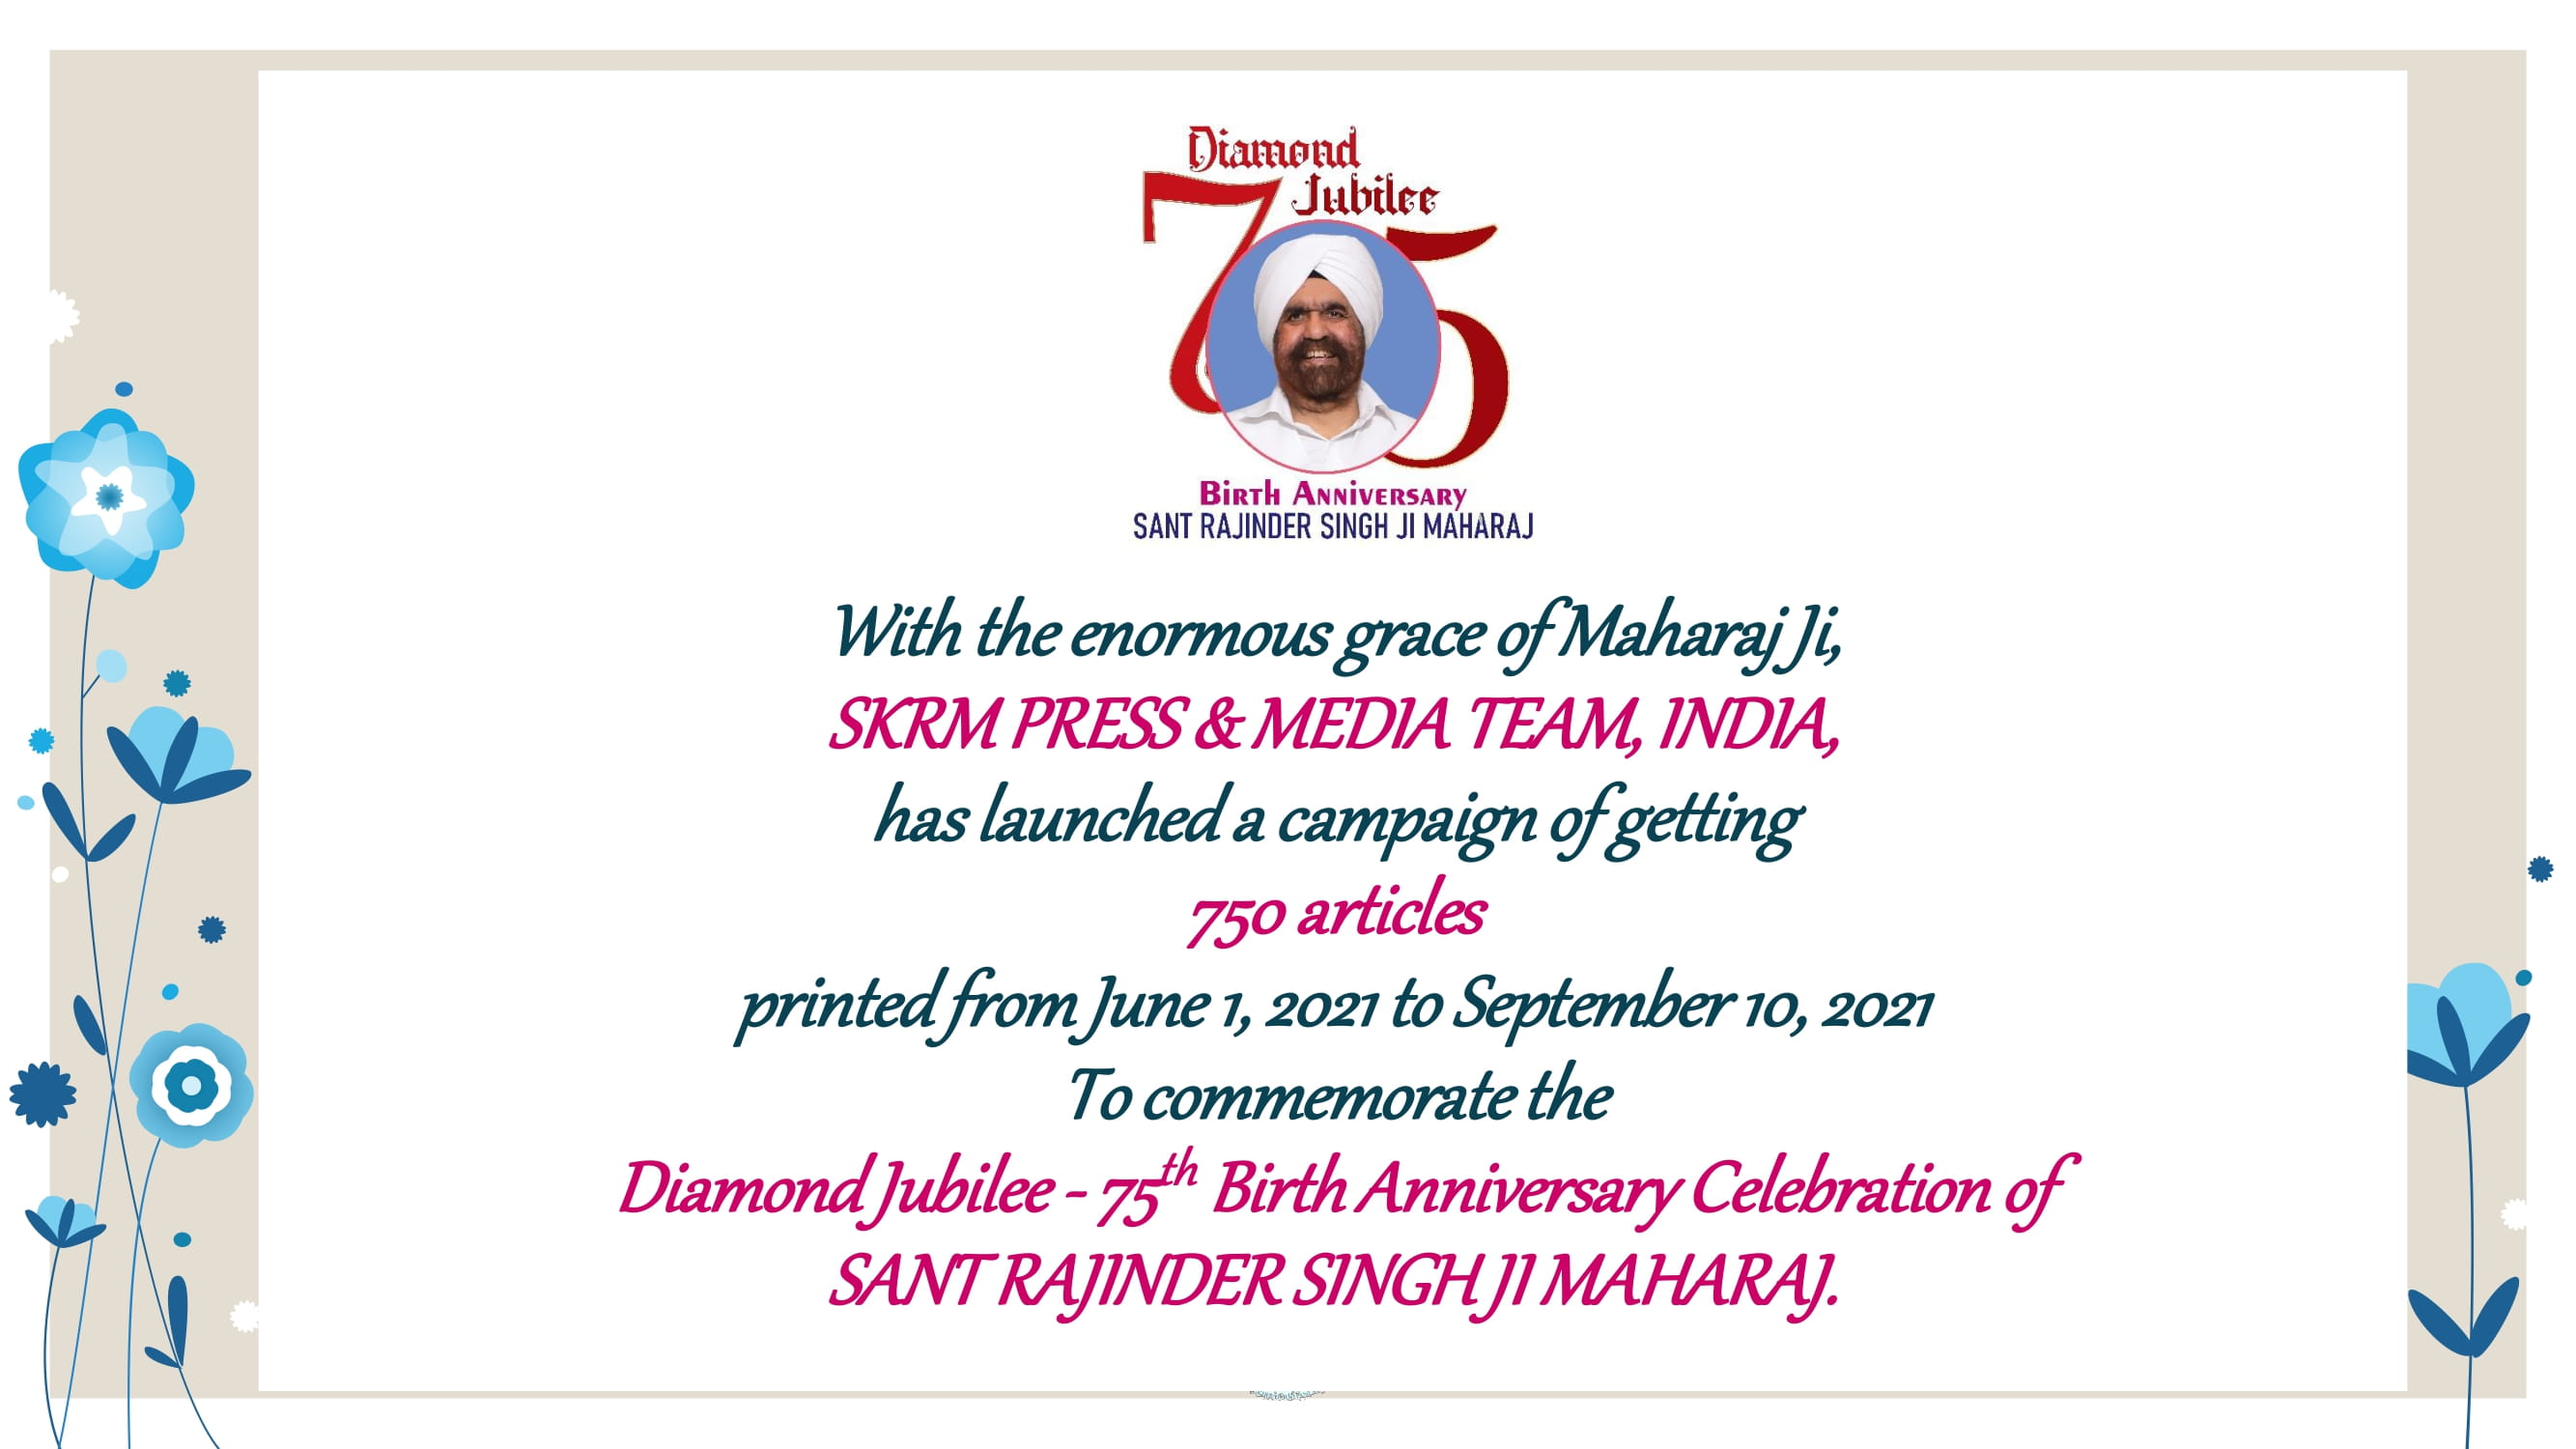 Diamond
Jubilee
75
BIRTH ANNIVERSARY
SANT RAJINDER SINGH JI MAHARAJ
With the enormous grace of Maharaj Ji,
SKRM PRESS & MEDIA TEAM, INDIA,
has launched a campaign of getting
750 articles
printed from June 1, 2021 to September 10, 2021
To commemorate the
Diamond Jubilee - 75th Birth Anniversary Celebration of
SANT RAJINDER SINGH JI MAHARAJ.